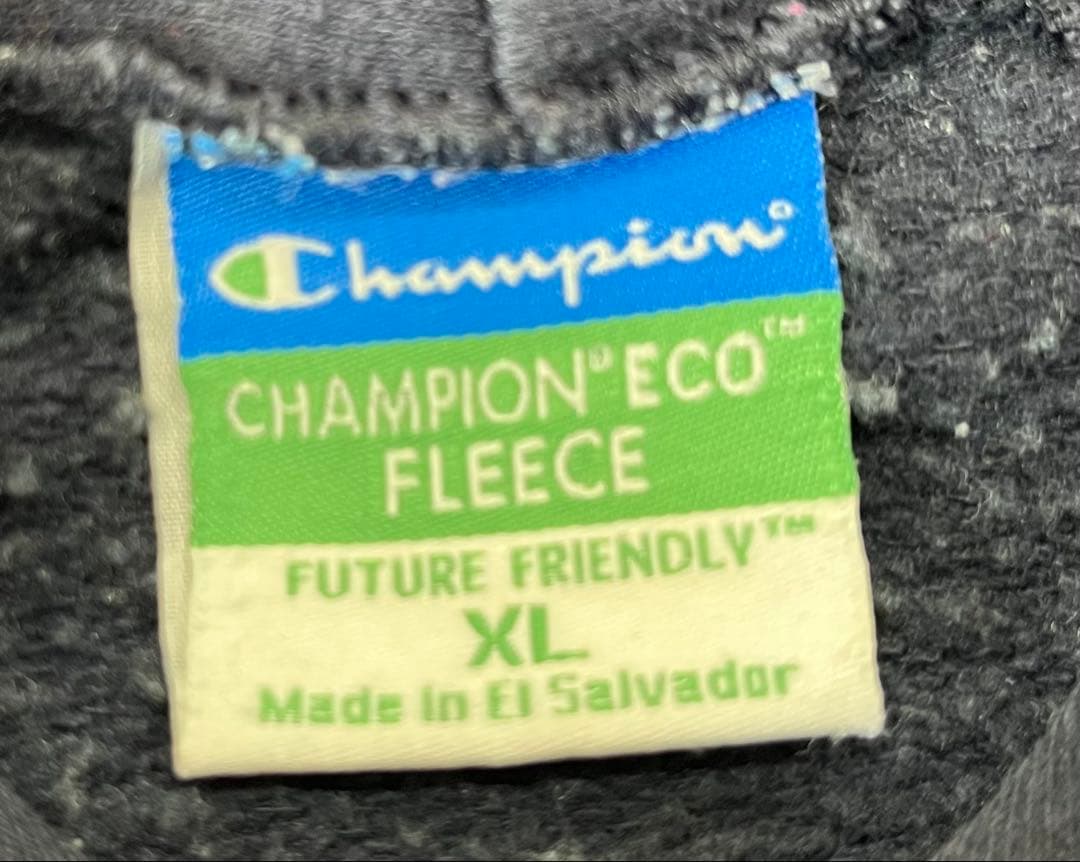 Champion®
CHAMPION® ECO™
FLEECE
FUTURE FRIENDLY™
XL
Made in El Salvador